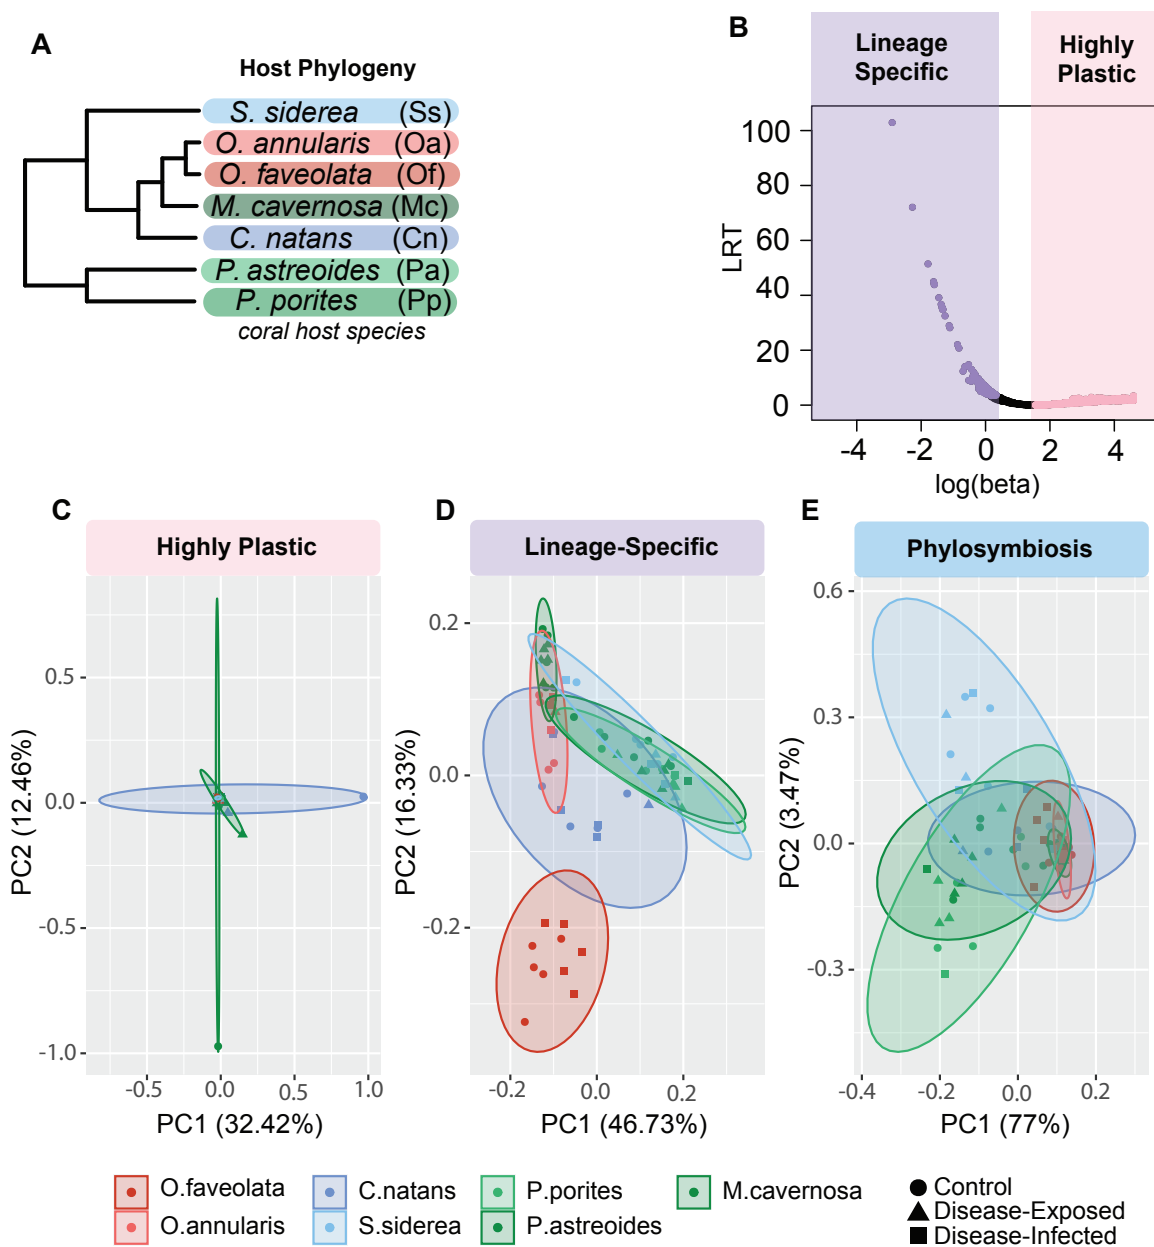 A
Host Phylogeny
S. siderea (Ss)
O. annularis (Oa)
O. faveolata (Of)
M. cavernosa (Mc)
C. natans (Cn)
P. astreoides (Pa)
P. porites (Pp)
coral host species
B
Lineage
Specific
Highly
Plastic
LRT
100
80
60
40
20
0
-4 -2 0 2 4
log(beta)
C
Highly Plastic
PC2 (12.46%)
0.5
0.0
-0.5
-1.0
-0.5 0.0 0.5 1.0
PC1 (32.42%)
D
Lineage-Specific
PC2 (16.33%)
0.2
0.0
-0.2
-0.2 0.0 0.2
PC1 (46.73%)
E
Phylosymbiosis
PC2 (3.47%)
0.6
0.3
0.0
-0.3
-0.4 -0.2 0.0 0.2
PC1 (77%)
O.faveolata
O.annularis
C.natans
S.siderea
P.porites
P.astreoides
M.cavernosa
Control
Disease-Exposed
Disease-Infected